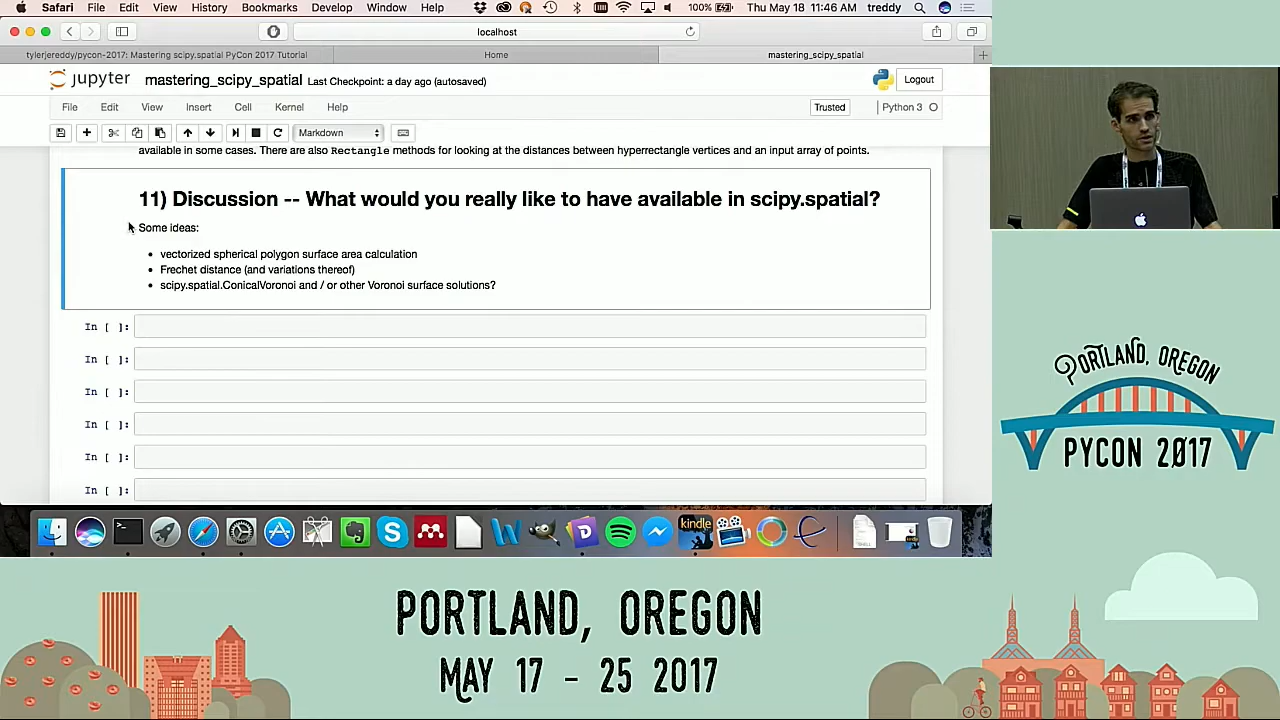 Safari File Edit View History Bookmarks Develop Window Help 100% Thu May 18 11:46 AM treddy
localhost
tylerjereddy/pycon-2017: Mastering scipy.spatial PyCon 2017 Tutorial Home mastering_scipy_spatial
jupyter mastering_scipy_spatial Last Checkpoint: a day ago (autosaved) Logout
File Edit View Insert Cell Kernel Help Trusted Python 3
Markdown
available in some cases. There are also Rectangle methods for looking at the distances between hyperrectangle vertices and an input array of points.
11) Discussion -- What would you really like to have available in scipy.spatial?
Some ideas:
vectorized spherical polygon surface area calculation
Frechet distance (and variations thereof)
scipy.spatial.ConicalVoronoi and / or other Voronoi surface solutions?
In [ ]:
In [ ]:
In [ ]:
In [ ]:
In [ ]:
In [ ]:
kindle
PORTLAND, OREGON
PYCON 2017
PORTLAND, OREGON
MAY 17 - 25 2017